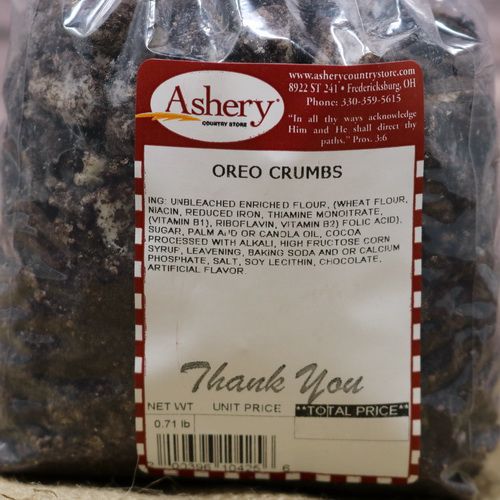 Ashery
COUNTRY STORE
www.asherycountrystore.com
8922 ST 241 • Fredericksburg, OH
Phone: 330-359-5615
"In all thy ways acknowledge
Him and He shall direct thy
paths." Prov. 3:6
OREO CRUMBS
ING: UNBLEACHED ENRICHED FLOUR, (WHEAT FLOUR,
NIACIN, REDUCED IRON, THIAMINE MONOITRATE,
(VITAMIN B1), RIBOFLAVIN, VITAMIN B2) FOLIC ACID),
SUGAR, PALM AND OR CANOLA OIL, COCOA
PROCESSED WITH ALKALI, HIGH FRUCTOSE CORN
SYRUP, LEAVENING, BAKING SODA AND OR CALCIUM
PHOSPHATE, SALT, SOY LECITHIN, CHOCOLATE,
ARTIFICIAL FLAVOR.
Thank You
NET WT UNIT PRICE **TOTAL PRICE**
0.71 lb